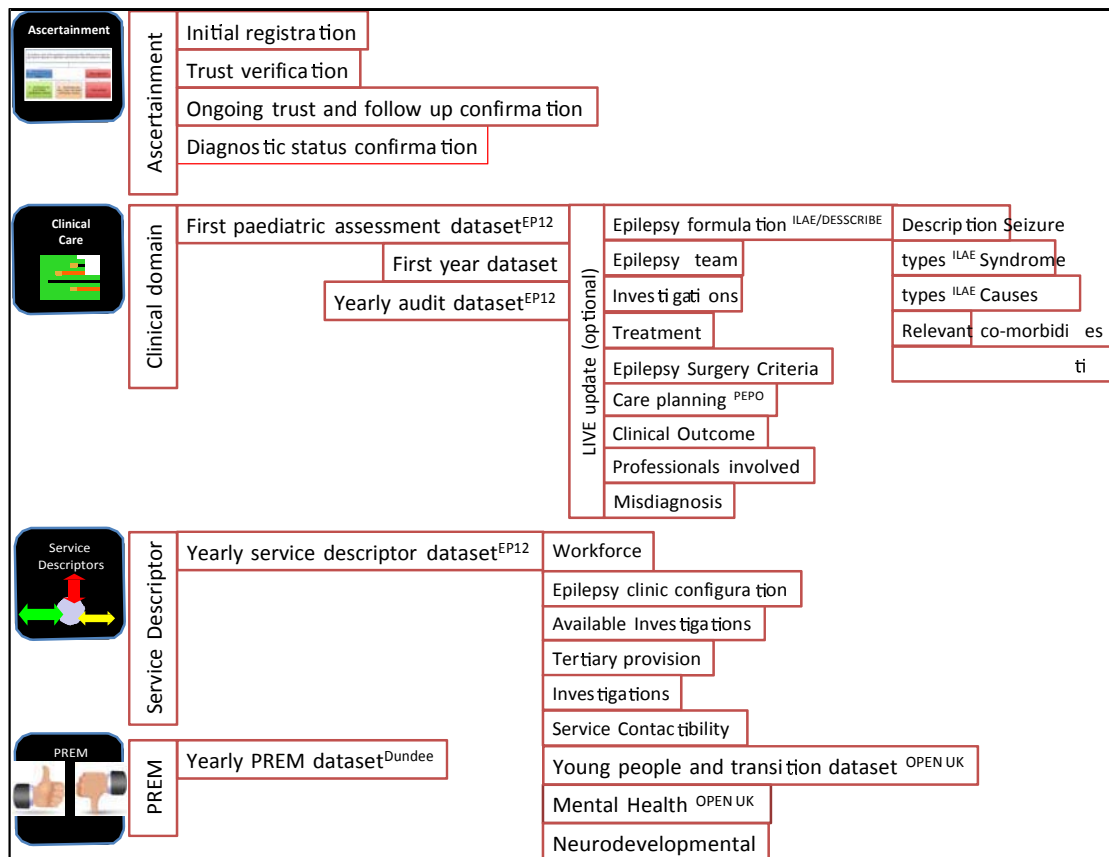 Ascertainment
Ascertainment
Initial registration
Trust verification
Ongoing trust and follow up confirmation
Diagnostic status confirmation
Clinical
Care
Clinical domain
First paediatric assessment dataset EP12
First year dataset
Yearly audit dataset EP12
LIVE update (optional)
Epilepsy formulation ILAE/DESSCRIBE
Epilepsy team
Investigations
Treatment
Epilepsy Surgery Criteria
Care planning PEPO
Clinical Outcome
Professionals involved
Misdiagnosis
Description Seizure
types ILAE Syndrome
types ILAE Causes
Relevant co-morbidi es
ti
Service
Descriptors
Service Descriptor
Yearly service descriptor dataset EP12
Workforce
Epilepsy clinic configuration
Available Investigations
Tertiary provision
Investigations
Service Contactibility
Young people and transition dataset OPEN UK
Mental Health OPEN UK
Neurodevelopmental
PREM
PREM
Yearly PREM dataset Dundee